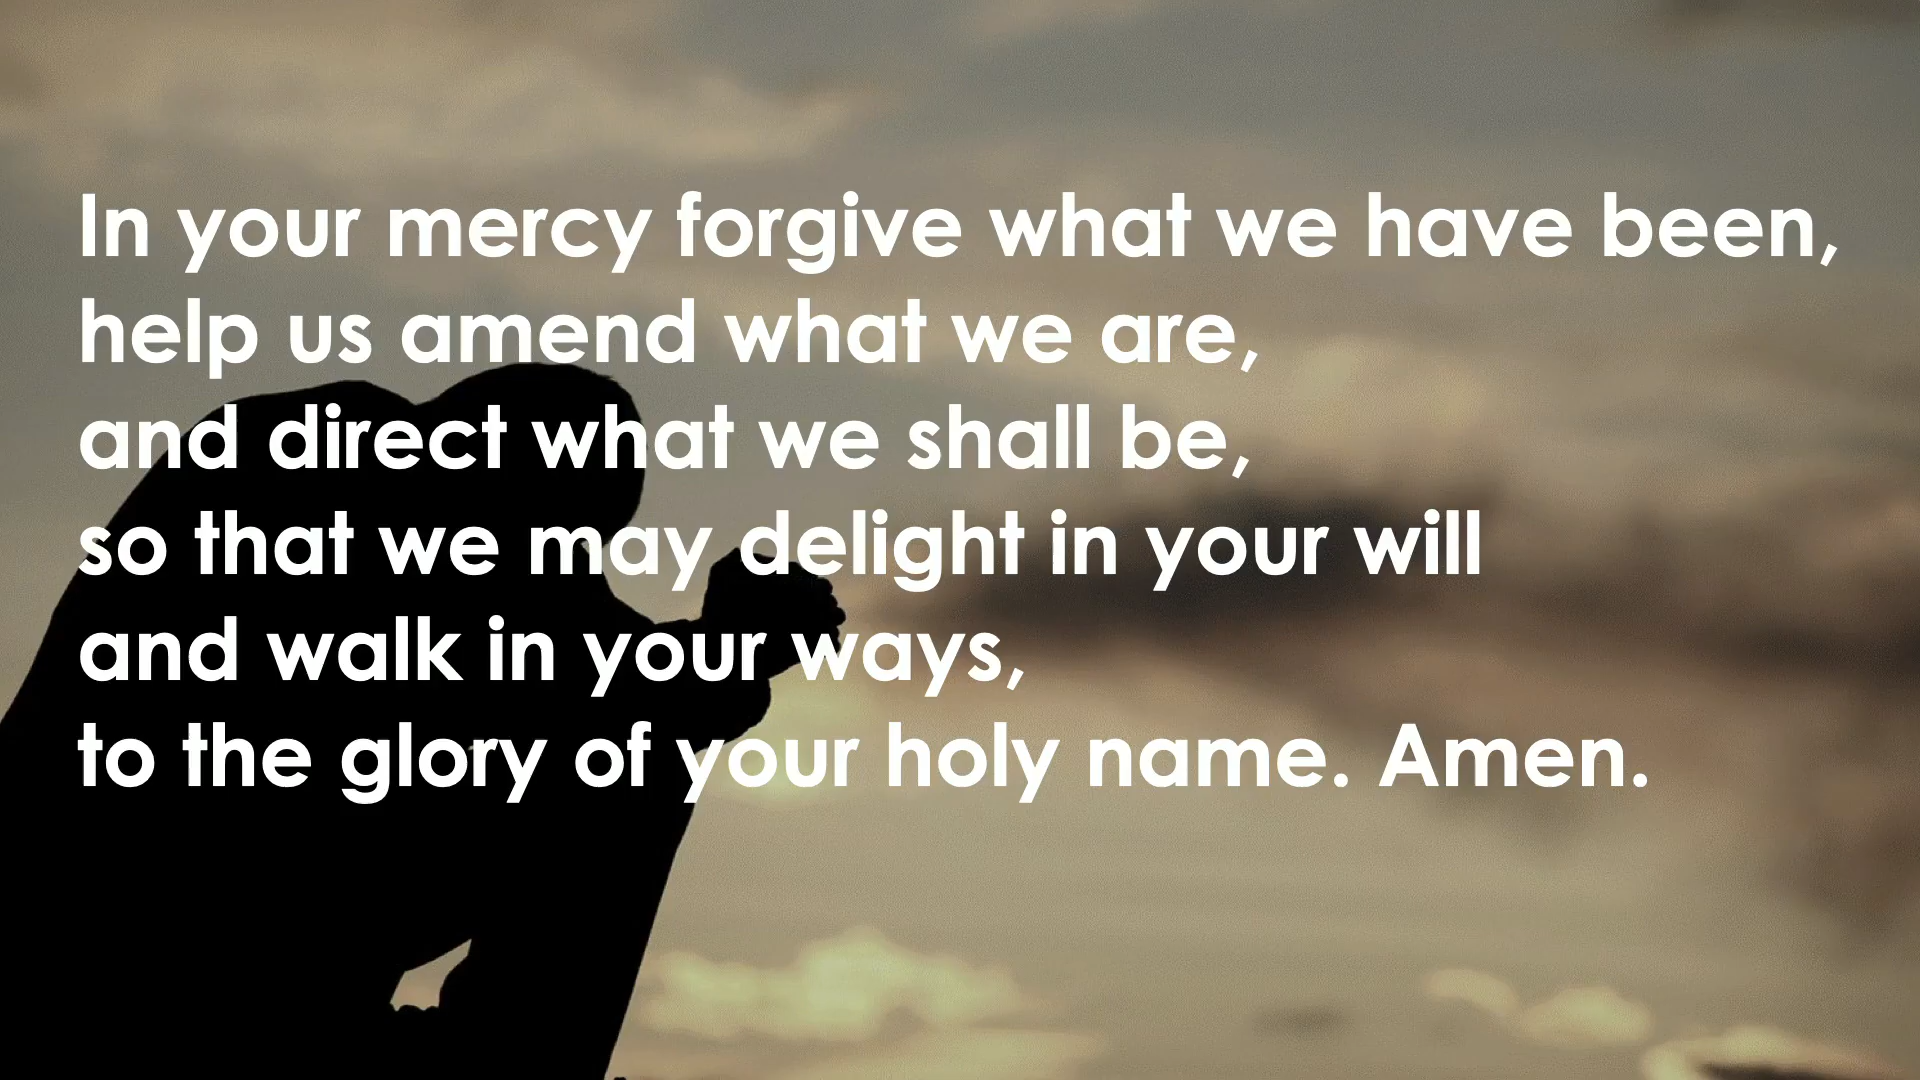 In your mercy forgive what we have been,
help us amend what we are,
and direct what we shall be,
so that we may delight in your will
and walk in your ways,
to the glory of your holy name. Amen.